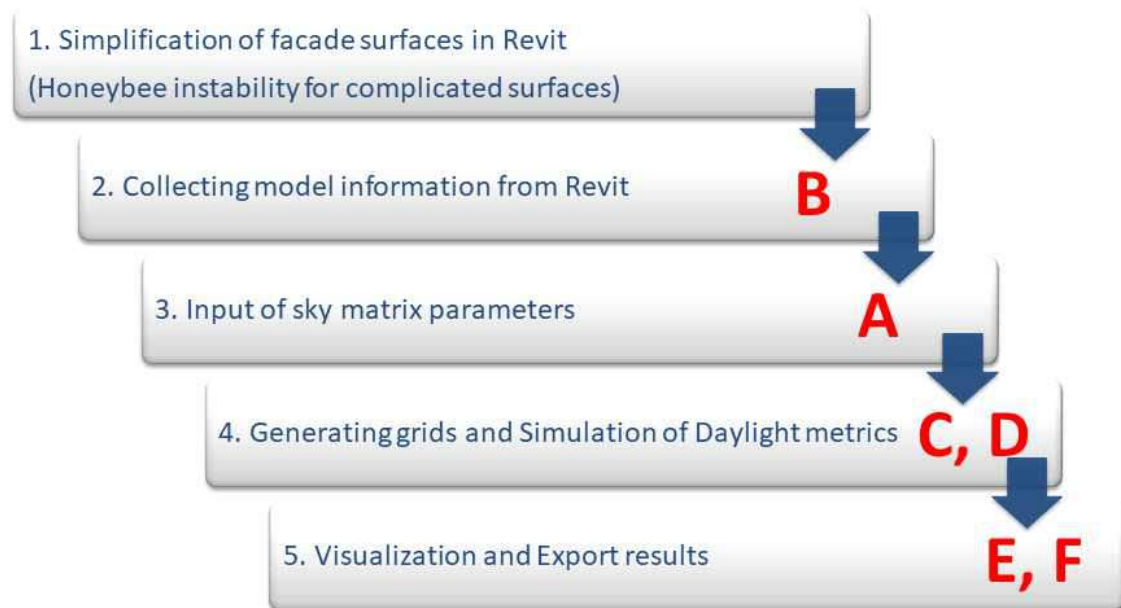 1. Simplification of facade surfaces in Revit
(Honeybee instability for complicated surfaces)
2. Collecting model information from Revit
B
3. Input of sky matrix parameters
A
4. Generating grids and Simulation of Daylight metrics
C, D
5. Visualization and Export results
E, F